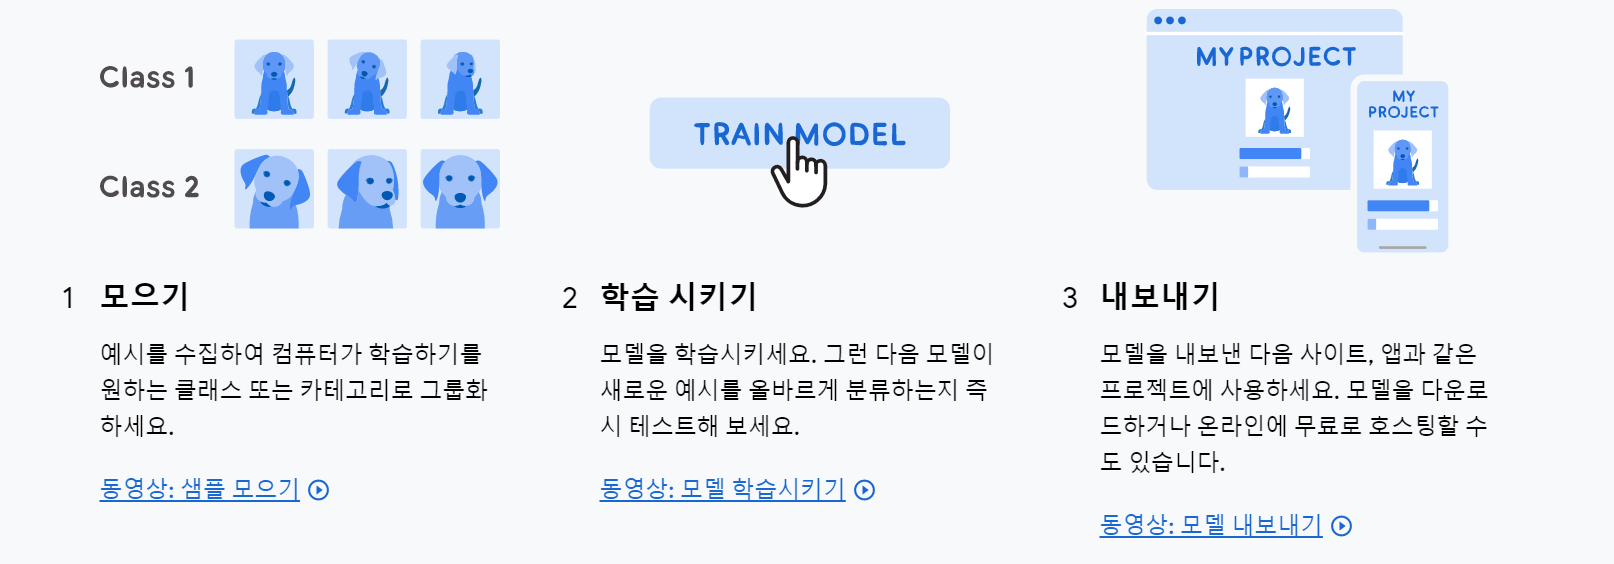 Class 1
Class 2
TRAIN MODEL
MY PROJECT
MY
PROJECT
1 모으기
예시를 수집하여 컴퓨터가 학습하기를
원하는 클래스 또는 카테고리로 그룹화
하세요.
동영상: 샘플 모으기
2 학습 시키기
모델을 학습시키세요. 그런 다음 모델이
새로운 예시를 올바르게 분류하는지 즉
시 테스트해 보세요.
동영상: 모델 학습시키기
3 내보내기
모델을 내보낸 다음 사이트, 앱과 같은
프로젝트에 사용하세요. 모델을 다운로
드하거나 온라인에 무료로 호스팅할 수
도 있습니다.
동영상: 모델 내보내기